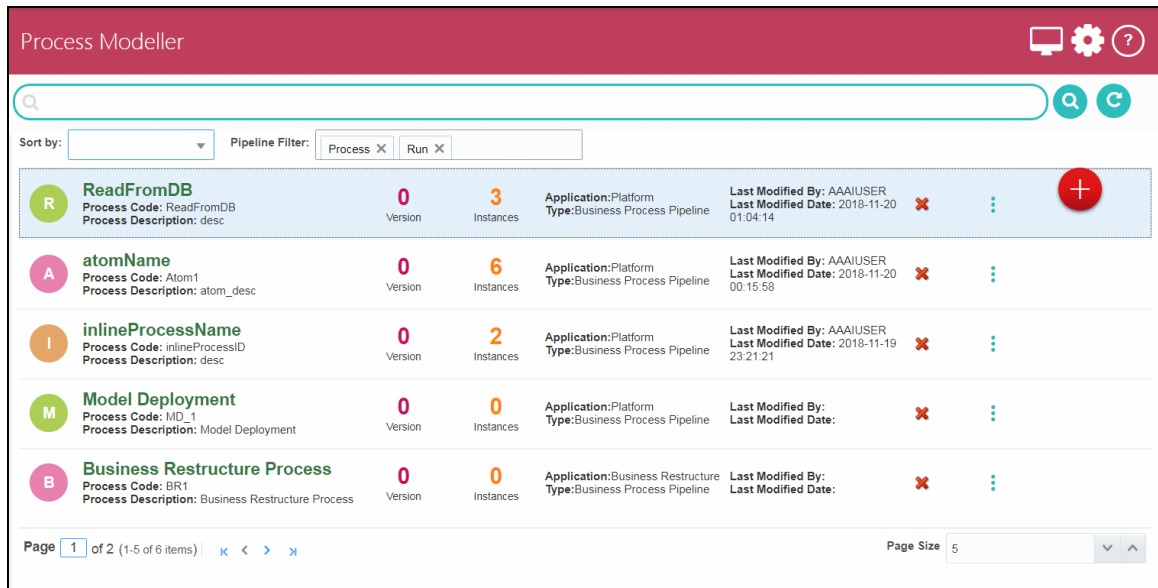 Process Modeller
?
Sort by:
Pipeline Filter: Process Run
R
ReadFromDB
Process Code: ReadFromDB
Process Description: desc
0
Version
3
Instances
Application:Platform
Type:Business Process Pipeline
Last Modified By: AAAIUSER
Last Modified Date: 2018-11-20
01:04:14
A
atomName
Process Code: Atom1
Process Description: atom_desc
0
Version
6
Instances
Application:Platform
Type:Business Process Pipeline
Last Modified By: AAAIUSER
Last Modified Date: 2018-11-20
00:15:58
I
inlineProcessName
Process Code: inlineProcessID
Process Description: desc
0
Version
2
Instances
Application:Platform
Type:Business Process Pipeline
Last Modified By: AAAIUSER
Last Modified Date: 2018-11-19
23:21:21
M
Model Deployment
Process Code: MD_1
Process Description: Model Deployment
0
Version
0
Instances
Application:Platform
Type:Business Process Pipeline
Last Modified By:
Last Modified Date:
B
Business Restructure Process
Process Code: BR1
Process Description: Business Restructure Process
0
Version
0
Instances
Application:Business Restructure
Type:Business Process Pipeline
Last Modified By:
Last Modified Date:
Page 1 of 2 (1-5 of 6 items)
Page Size 5